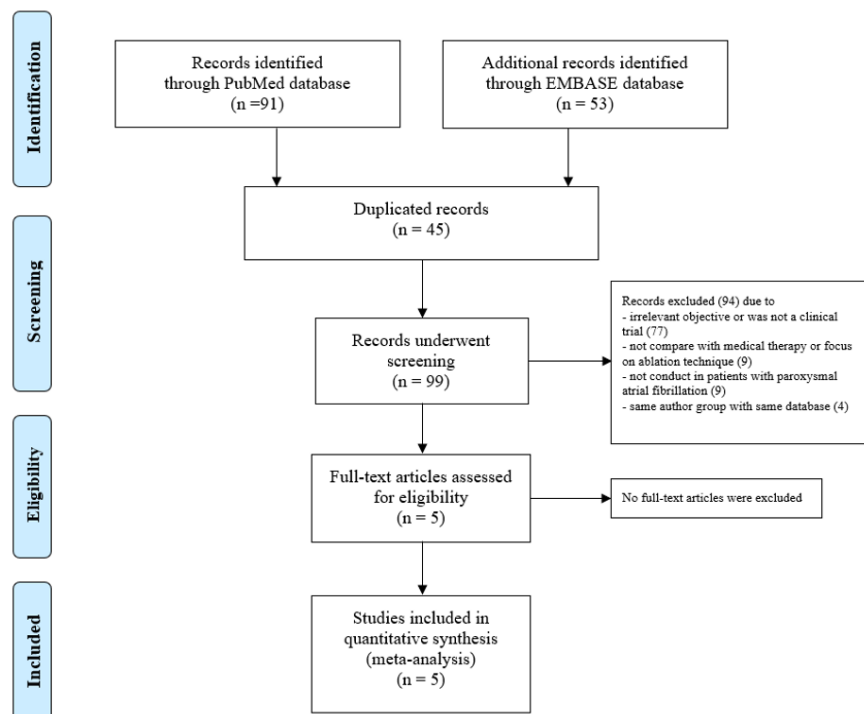 Identification
Records identified
through PubMed database
(n =91)
Additional records identified
through EMBASE database
(n = 53)
Duplicated records
(n = 45)
Screening
Records underwent
screening
(n = 99)
Records excluded (94) due to
- irrelevant objective or was not a clinical
trial (77)
- not compare with medical therapy or focus
on ablation technique (9)
- not conduct in patients with paroxysmal
atrial fibrillation (9)
- same author group with same database (4)
Eligibility
Full-text articles assessed
for eligibility
(n = 5)
No full-text articles were excluded
Included
Studies included in
quantitative synthesis
(meta-analysis)
(n = 5)